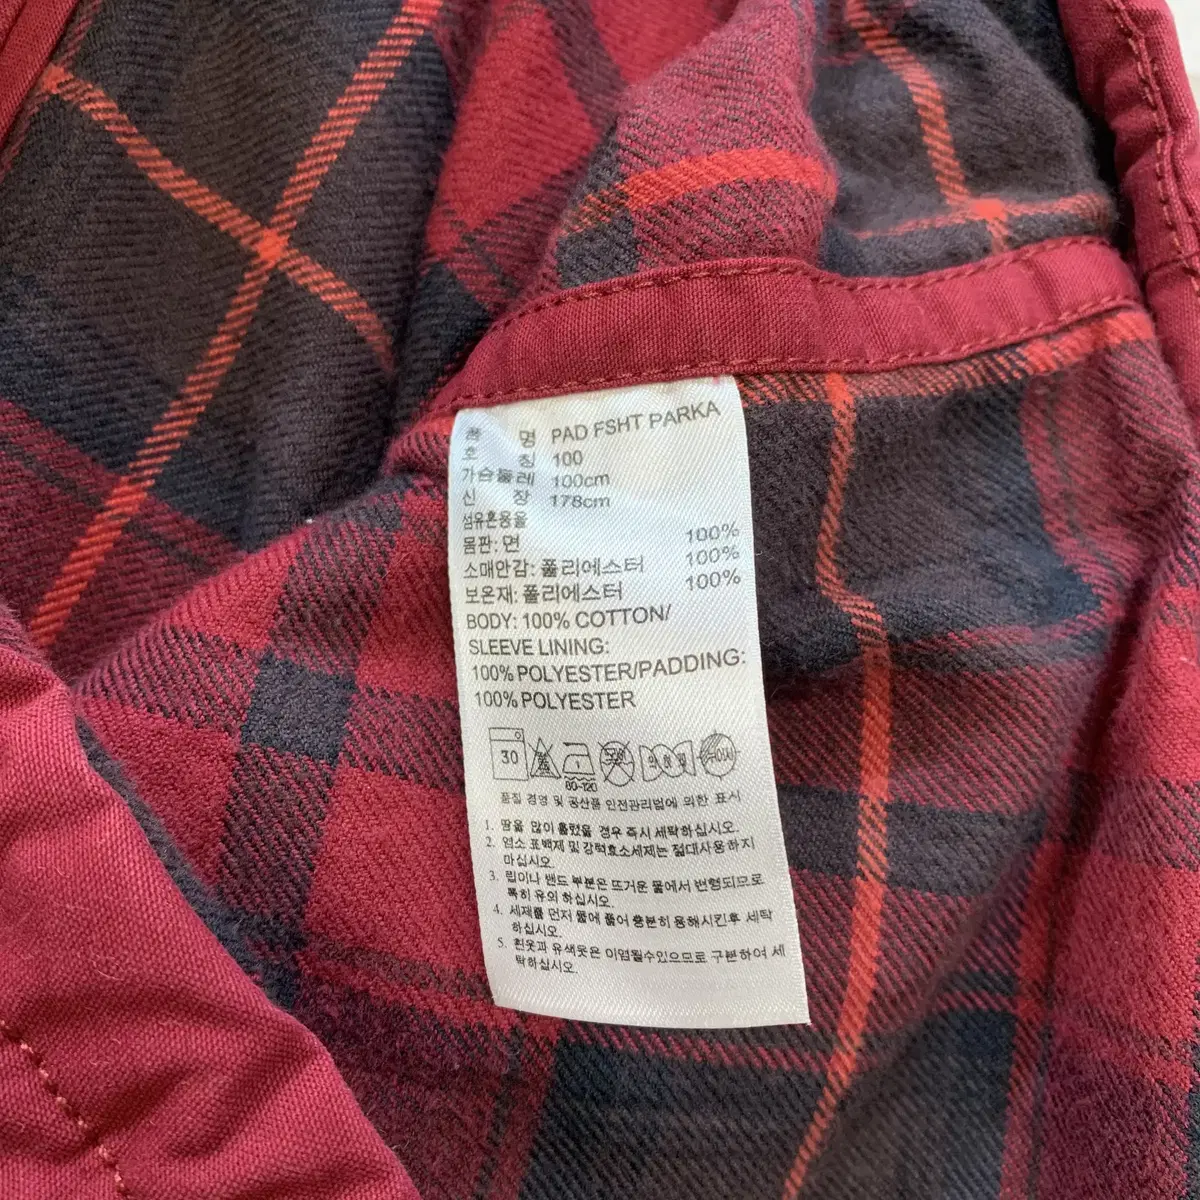 품 명 PAD FSHT PARKA
호 칭 100
가슴둘레 100cm
신 장 178cm
섬유혼용율
몸판: 면 100%
소매안감: 폴리에스터 100%
보온재: 폴리에스터 100%
BODY: 100% COTTON/
SLEEVE LINING:
100% POLYESTER/PADDING:
100% POLYESTER
30
80-120
품질 경영 및 공산품 안전관리법에 의한 표시
1. 땀을 많이 흘렸을 경우 즉시 세탁하십시오.
2. 염소 표백제 및 강력효소세제는 절대사용하지
마십시오.
3. 립이나 밴드 부분은 뜨거운 물에서 변형되므로
특히 유의 하십시오.
4. 세제를 먼저 물에 풀어 충분히 용해시킨후 세탁
하십시오.
5. 흰옷과 유색옷은 이염될수있으므로 구분하여 세
탁하십시오.